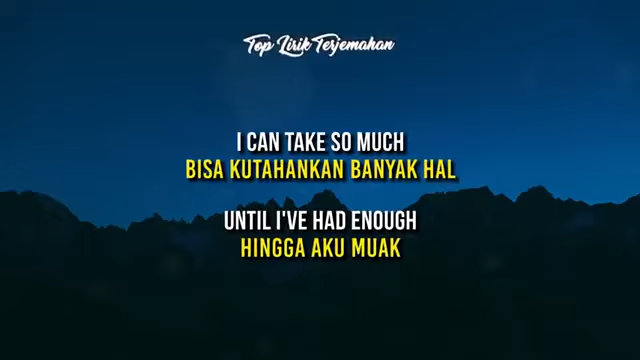 Top Lirik Terjemahan
I CAN TAKE SO MUCH
BISA KUTAHANKAN BANYAK HAL
UNTIL I'VE HAD ENOUGH
HINGGA AKU MUAK